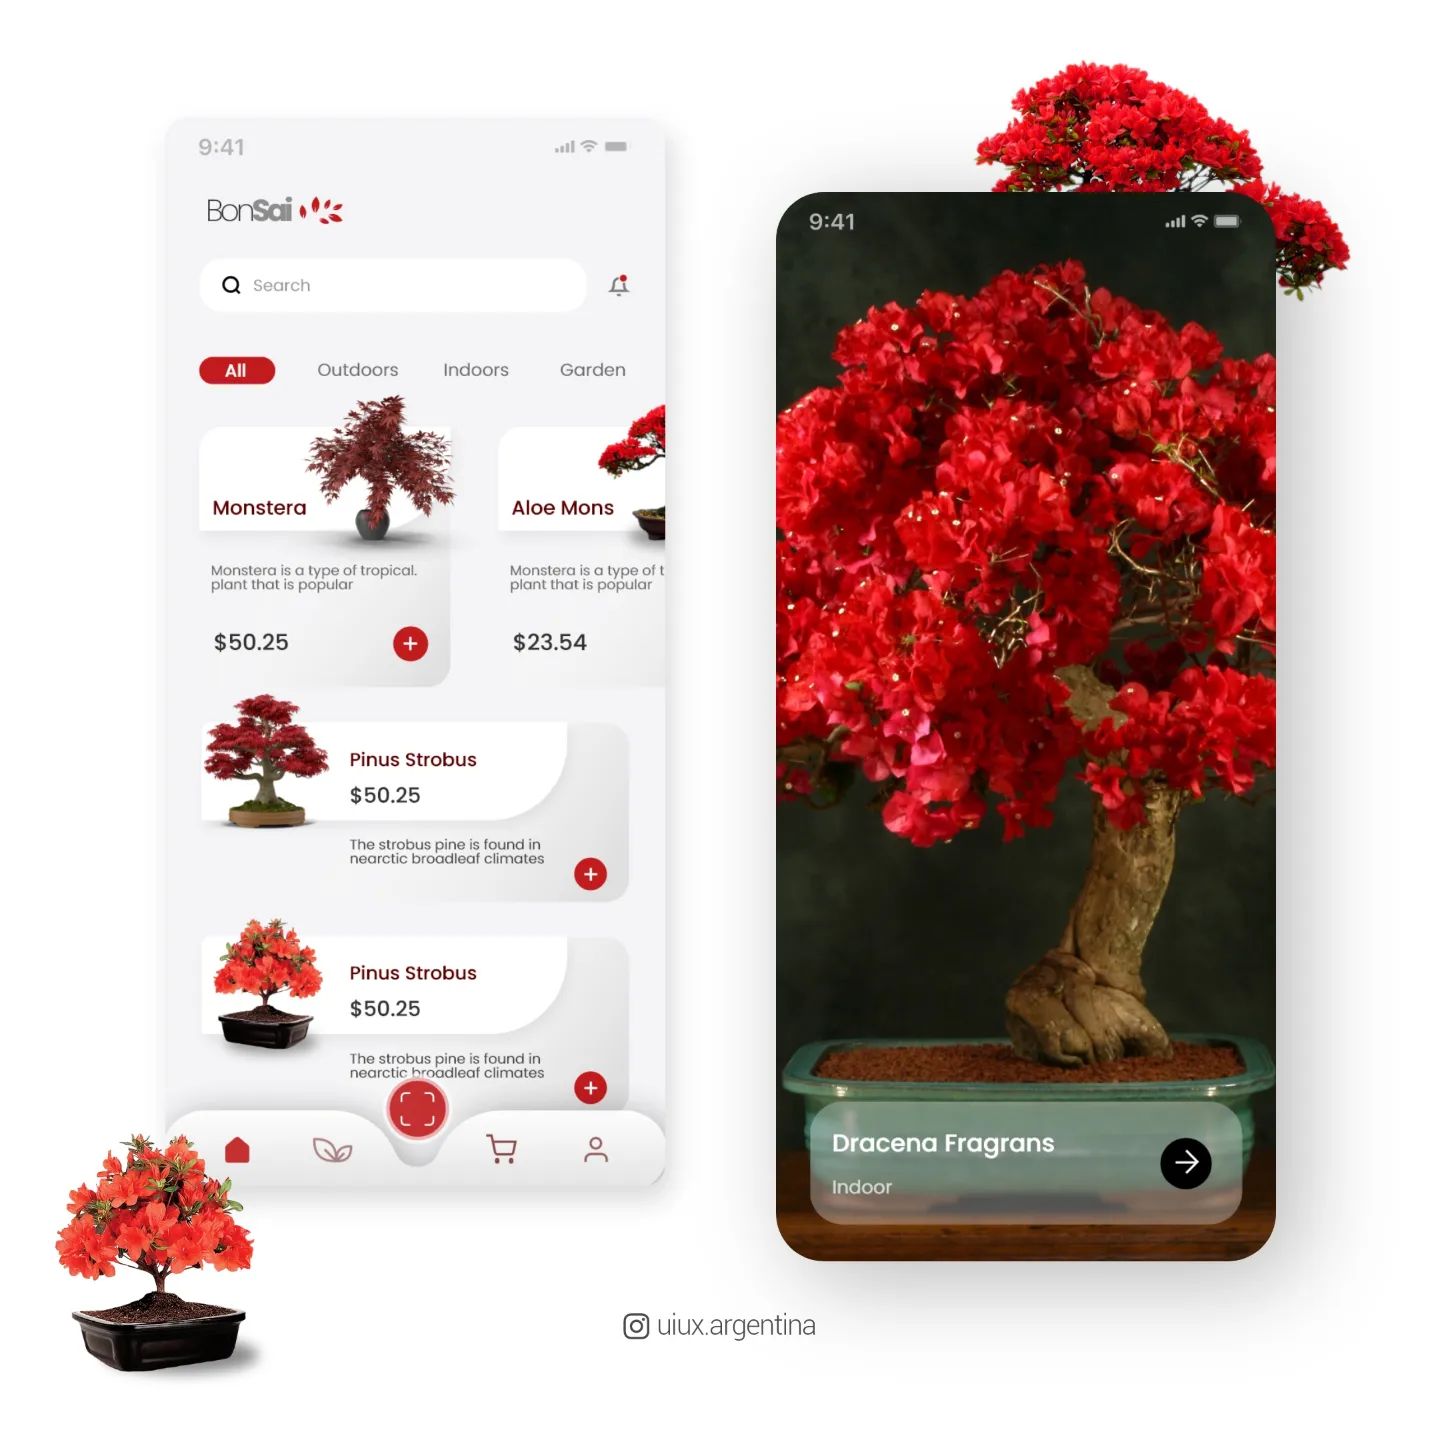 9:41
BonSai
Search
All Outdoors Indoors Garden
Monstera
Monstera is a type of tropical.
plant that is popular
$50.25
Aloe Mons
Monstera is a type of t
plant that is popular
$23.54
Pinus Strobus
$50.25
The strobus pine is found in
nearctic broadleaf climates
Pinus Strobus
$50.25
The strobus pine is found in
nearctic broadleaf climates
9:41
Dracena Fragrans
Indoor
uiux.argentina